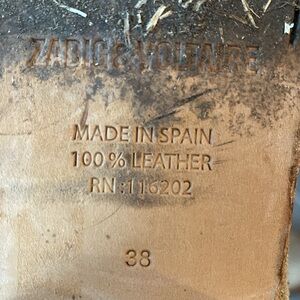 ZADIG & VOLTAIRE
MADE IN SPAIN
100 % LEATHER
RN : 116202
38